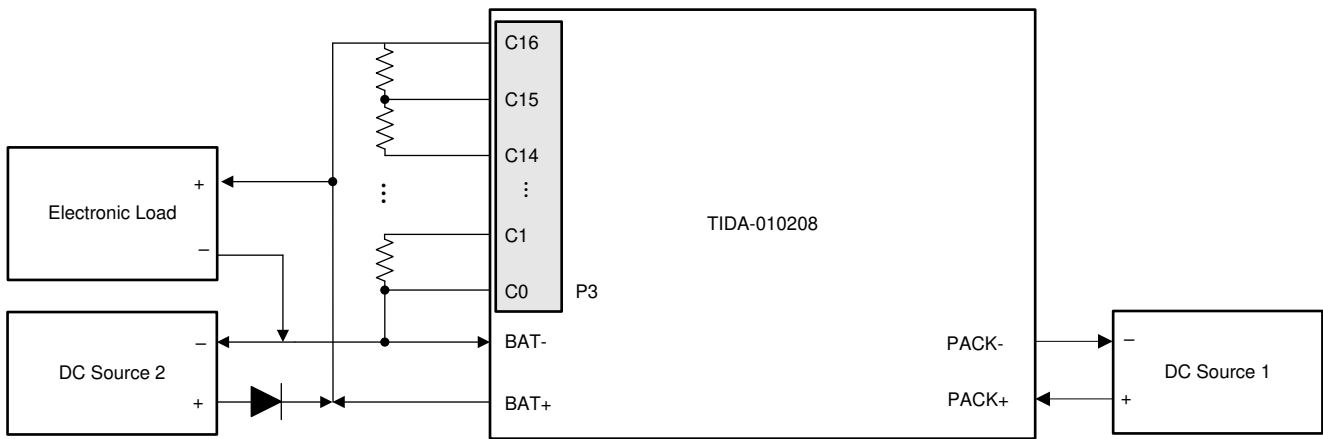 C16
C15
C14
⋮
⋮
C1
C0
P3
BAT-
BAT+
TIDA-010208
Electronic Load
+
–
DC Source 2
–
+
PACK-
PACK+
DC Source 1
–
+